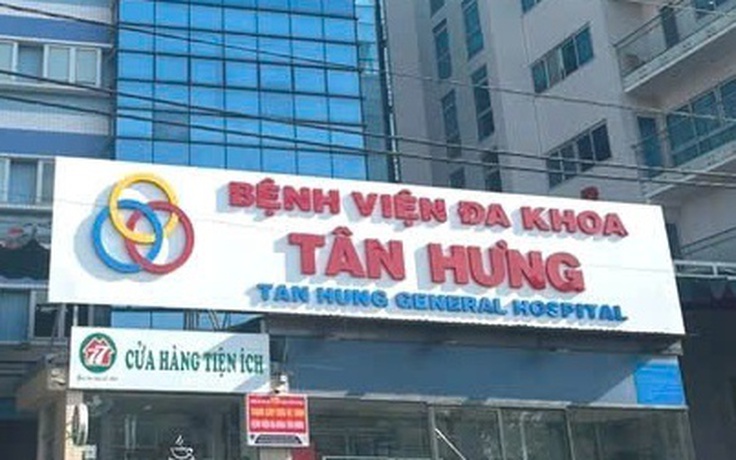 BỆNH VIỆN ĐA KHOA
TÂN HƯNG
TAN HUNG GENERAL HOSPITAL
CỬA HÀNG TIỆN ÍCH